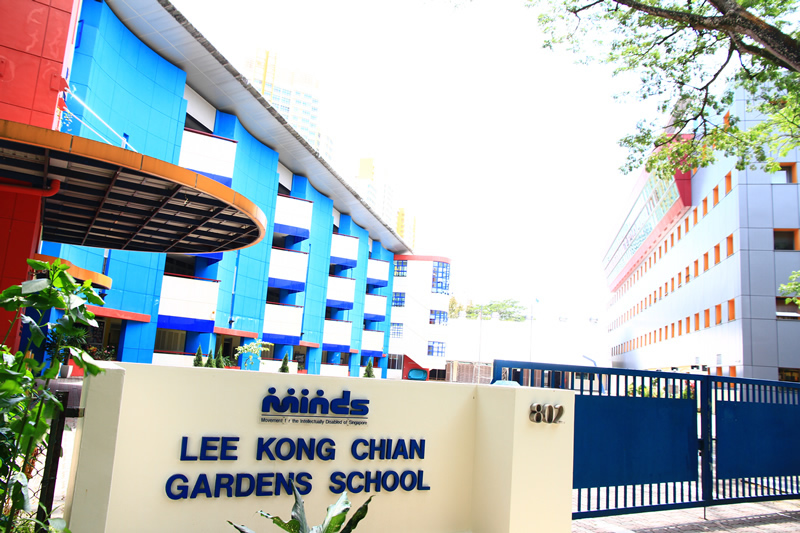 minds
Movement for the Intellectually Disabled of Singapore
LEE KONG CHIAN
GARDENS SCHOOL
802